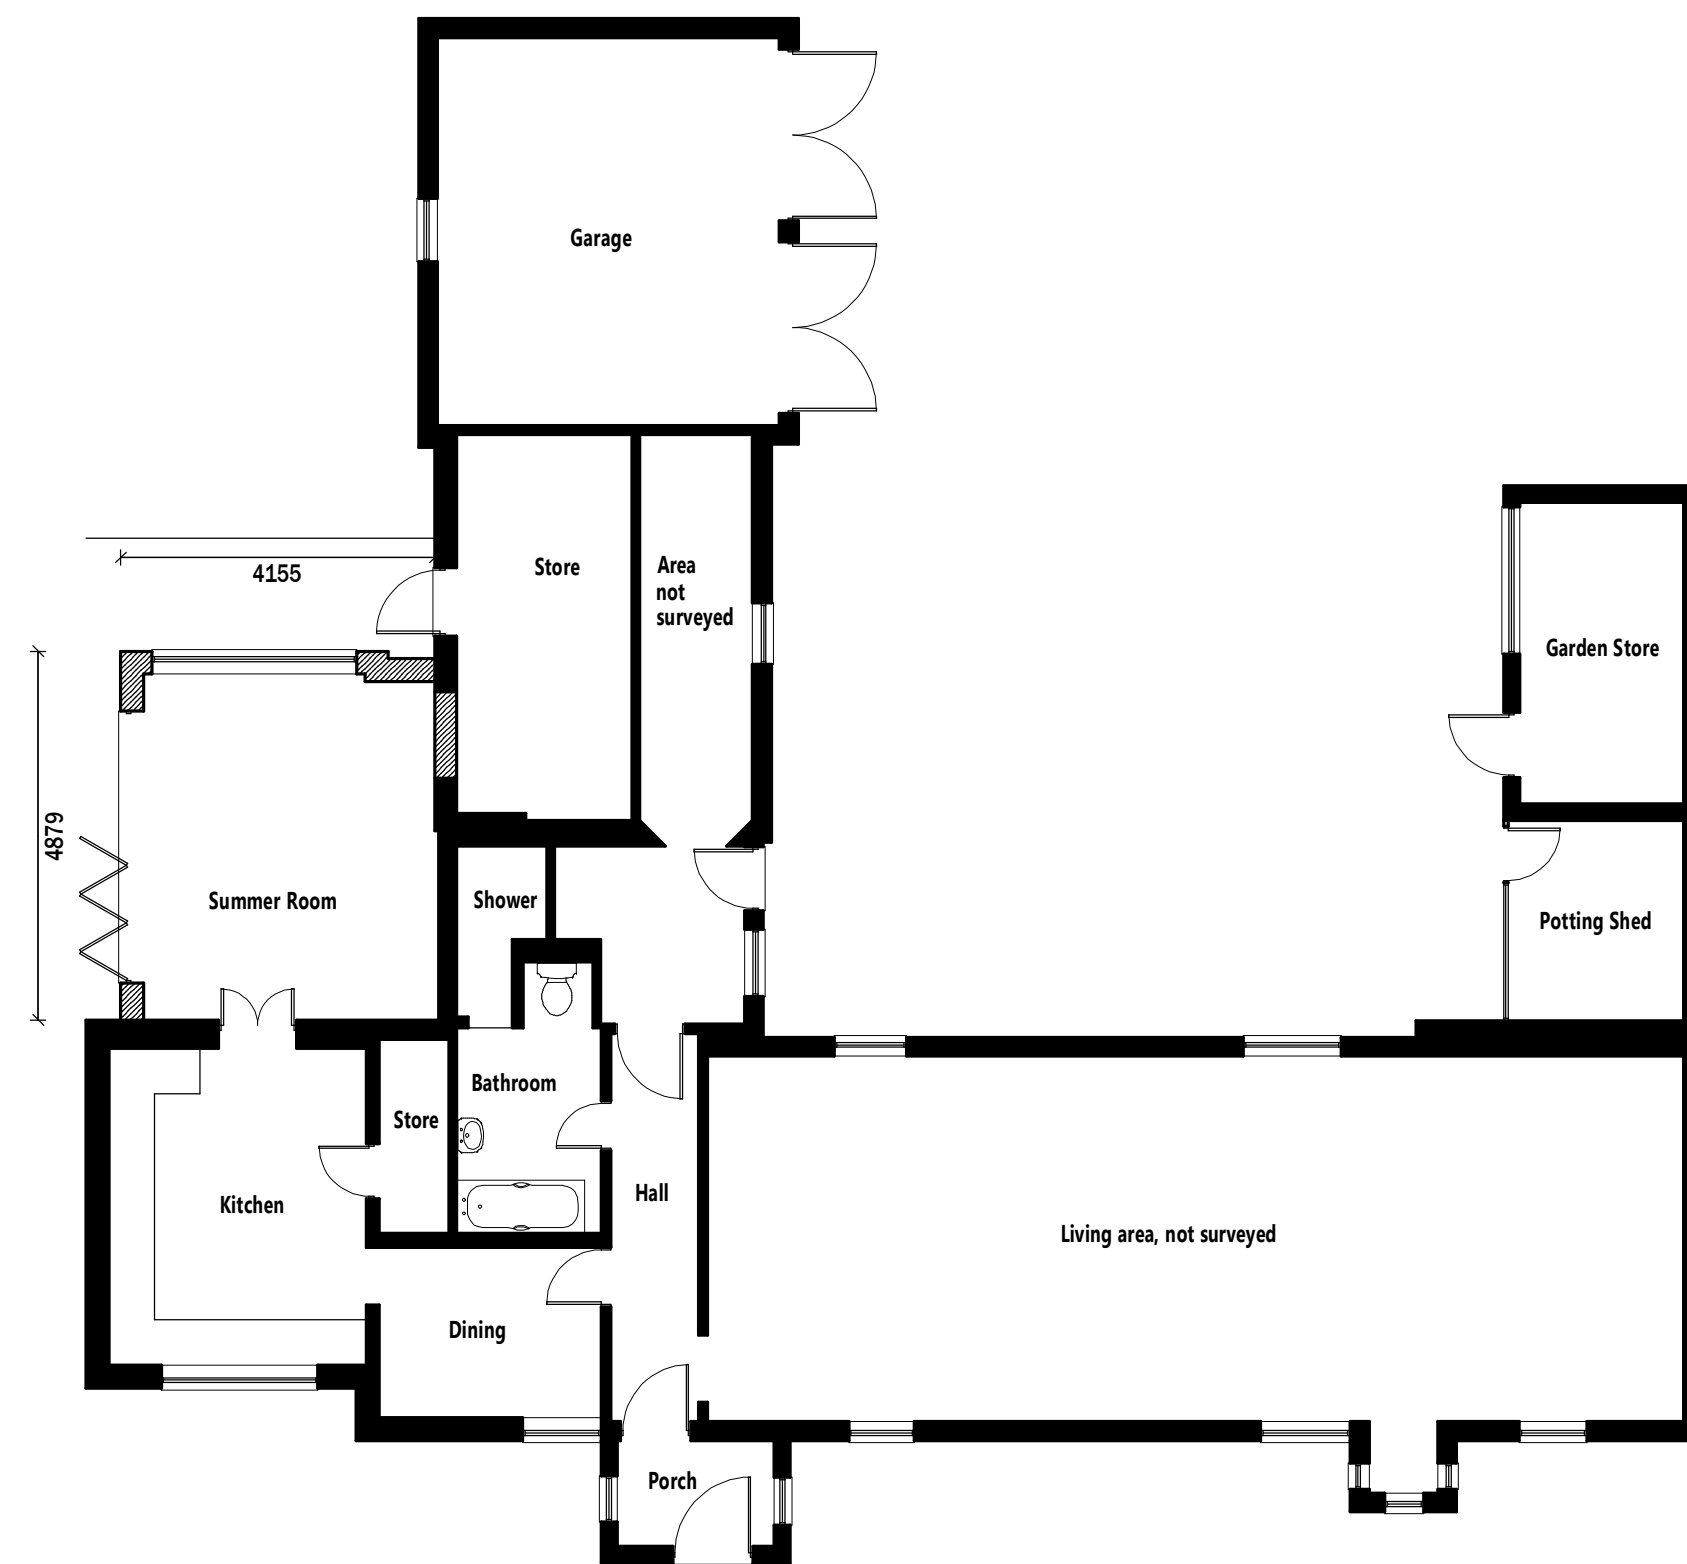 Garage
4155
Store
Area
not
surveyed
Garden Store
4879
Summer Room
Shower
Potting Shed
Bathroom
Store
Kitchen
Hall
Living area, not surveyed
Dining
Porch